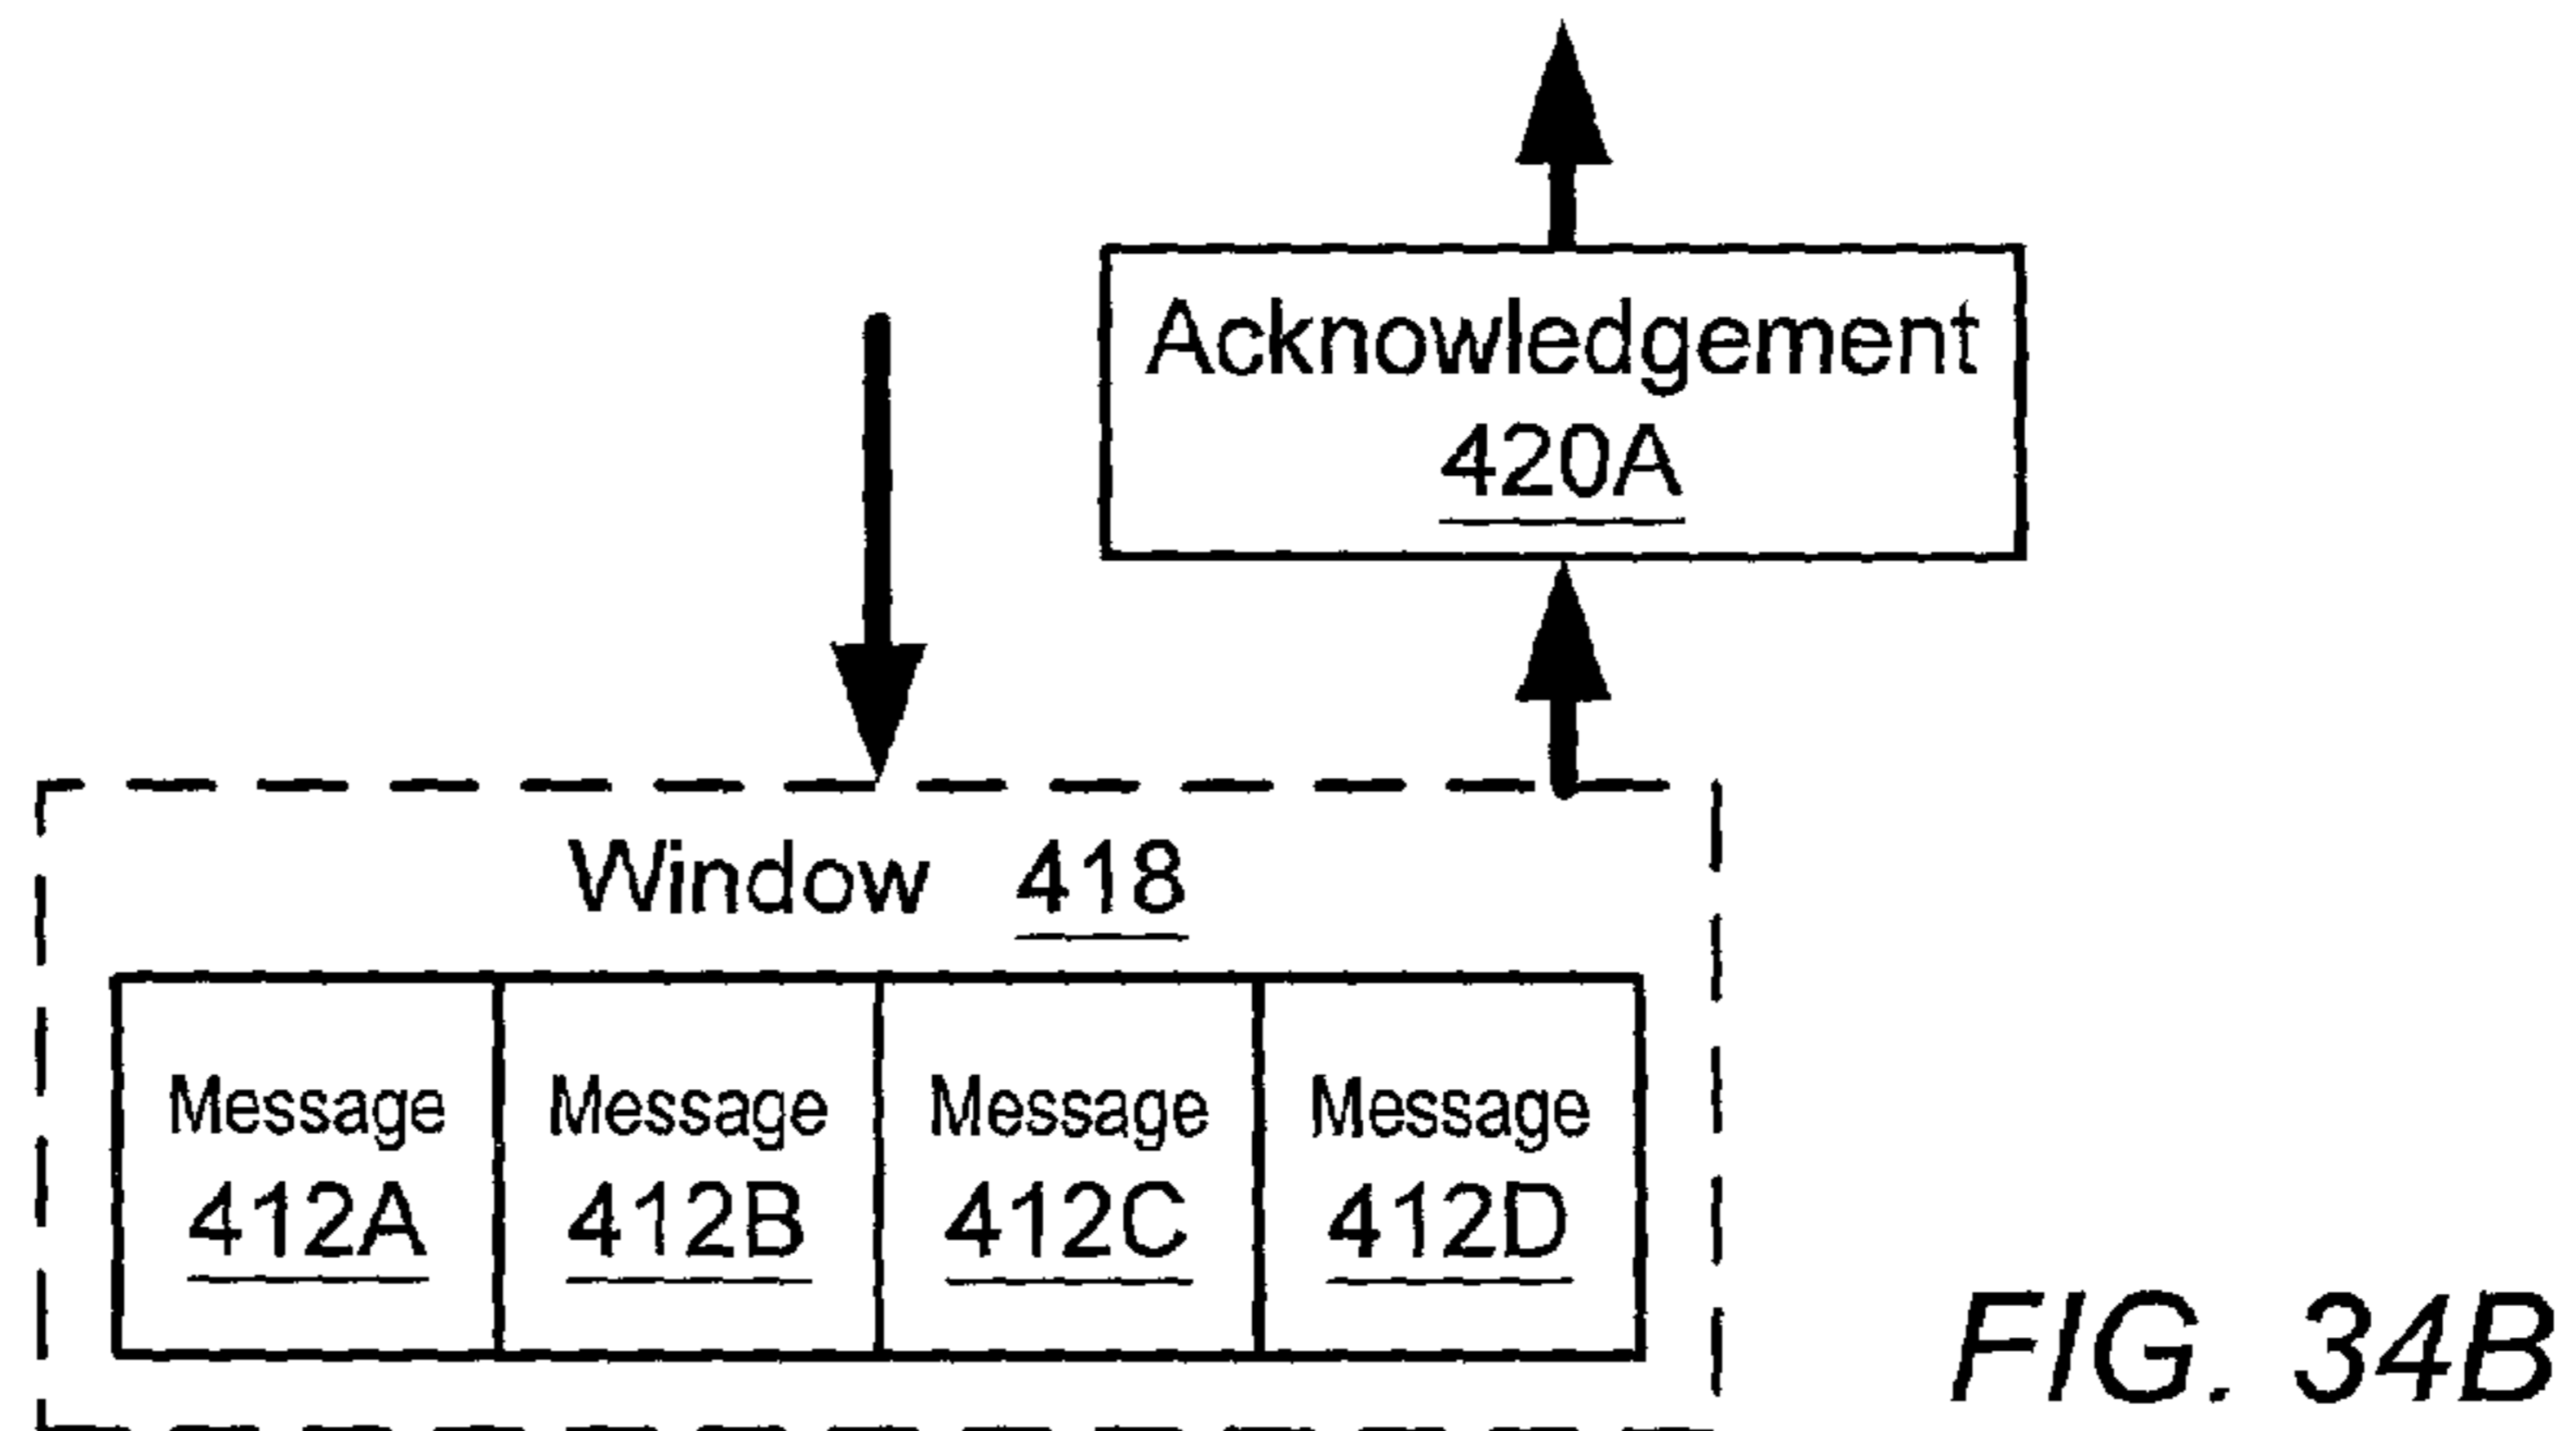 Acknowledgement
420A
Window 418
Message Message Message Message
412A 412B 412C 412D
FIG. 34B